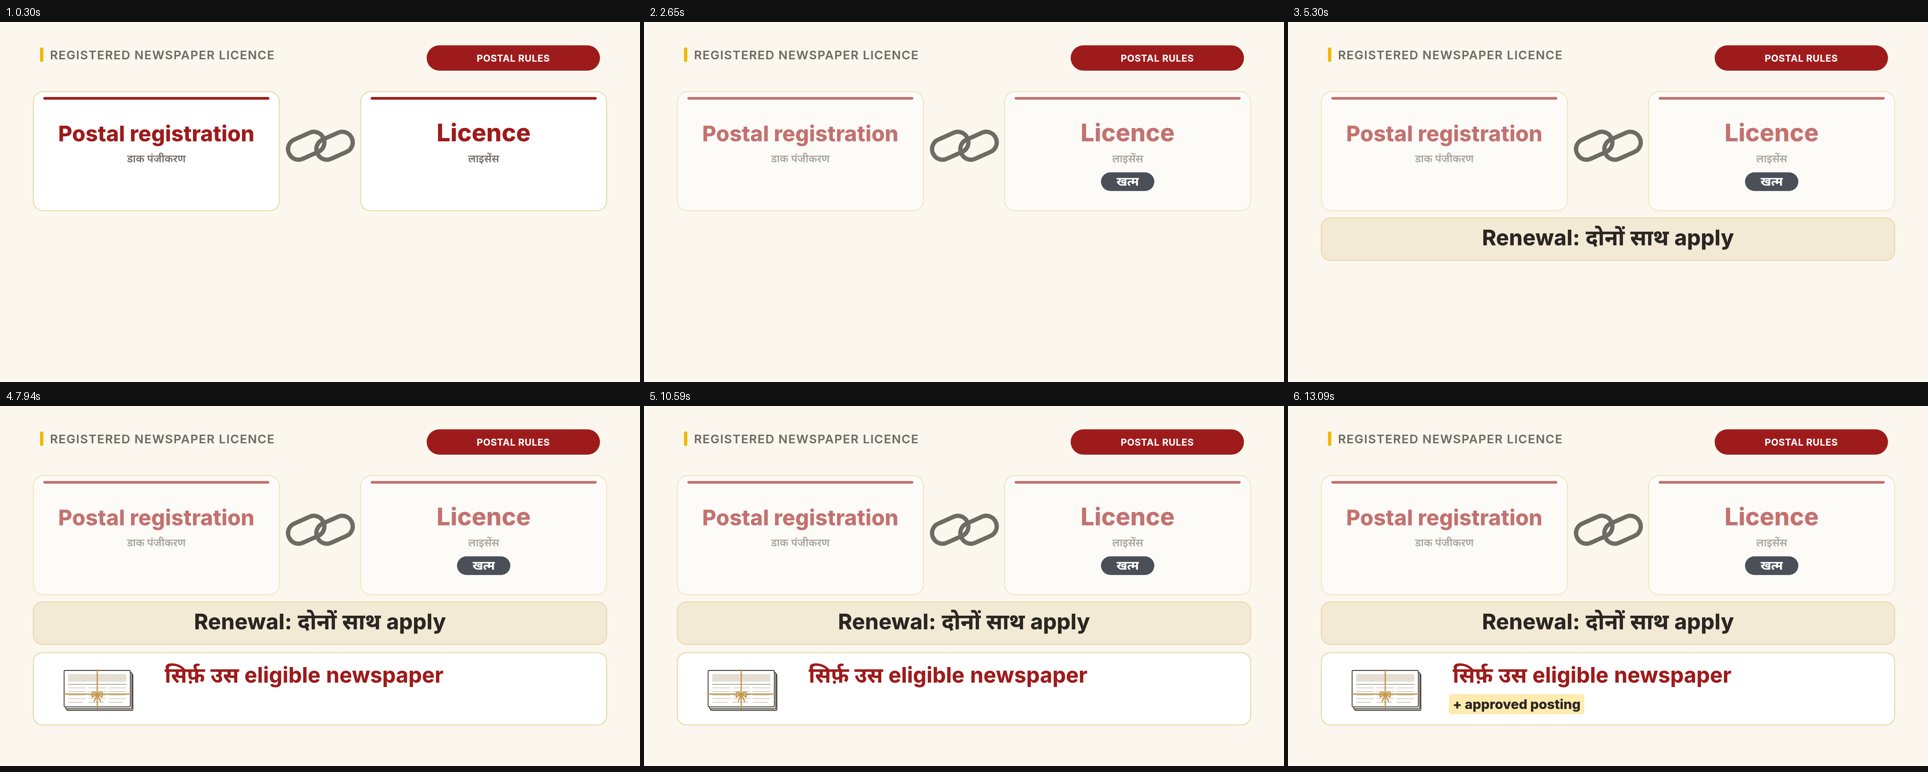 1. 0.30s
REGISTERED NEWSPAPER LICENCE
POSTAL RULES
Postal registration
डाक पंजीकरण
Licence
लाइसेंस
2. 2.65s
REGISTERED NEWSPAPER LICENCE
POSTAL RULES
Postal registration
डाक पंजीकरण
Licence
लाइसेंस
खत्म
3. 5.30s
REGISTERED NEWSPAPER LICENCE
POSTAL RULES
Postal registration
डाक पंजीकरण
Licence
लाइसेंस
खत्म
Renewal: दोनों साथ apply
4. 7.94s
REGISTERED NEWSPAPER LICENCE
POSTAL RULES
Postal registration
डाक पंजीकरण
Licence
लाइसेंस
खत्म
Renewal: दोनों साथ apply
सिर्फ़ उस eligible newspaper
5. 10.59s
REGISTERED NEWSPAPER LICENCE
POSTAL RULES
Postal registration
डाक पंजीकरण
Licence
लाइसेंस
खत्म
Renewal: दोनों साथ apply
सिर्फ़ उस eligible newspaper
6. 13.09s
REGISTERED NEWSPAPER LICENCE
POSTAL RULES
Postal registration
डाक पंजीकरण
Licence
लाइसेंस
खत्म
Renewal: दोनों साथ apply
सिर्फ़ उस eligible newspaper
+ approved posting